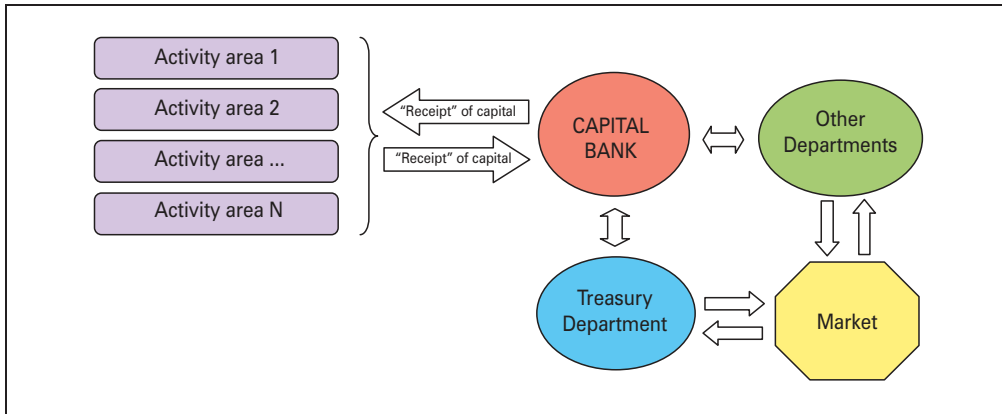 Activity area 1
Activity area 2
Activity area ...
Activity area N
“Receipt” of capital
“Receipt” of capital
CAPITAL
BANK
Other
Departments
Treasury
Department
Market